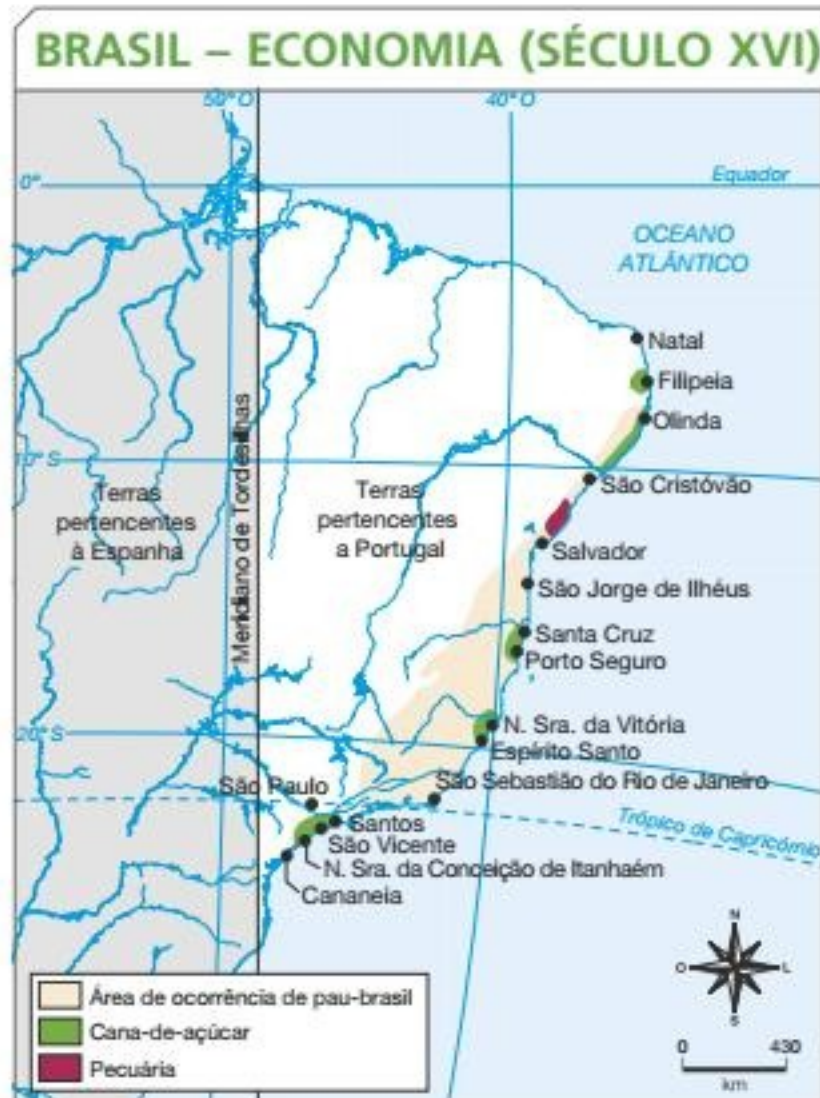 BRASIL – ECONOMIA (SÉCULO XVI)
50° O
40° O
0°
Equador
OCEANO
ATLÂNTICO
Natal
Filipeia
Olinda
10° S
São Cristóvão
Meridiano de Tordesilhas
Terras
pertencentes
à Espanha
Terras
pertencentes
a Portugal
Salvador
São Jorge de Ilhéus
Santa Cruz
Porto Seguro
20° S
N. Sra. da Vitória
Espírito Santo
São Sebastião do Rio de Janeiro
São Paulo
Trópico de Capricórnio
Santos
São Vicente
N. Sra. da Conceição de Itanhaém
Cananeia
N
O
L
S
0 430
km
Área de ocorrência de pau-brasil
Cana-de-açúcar
Pecuária